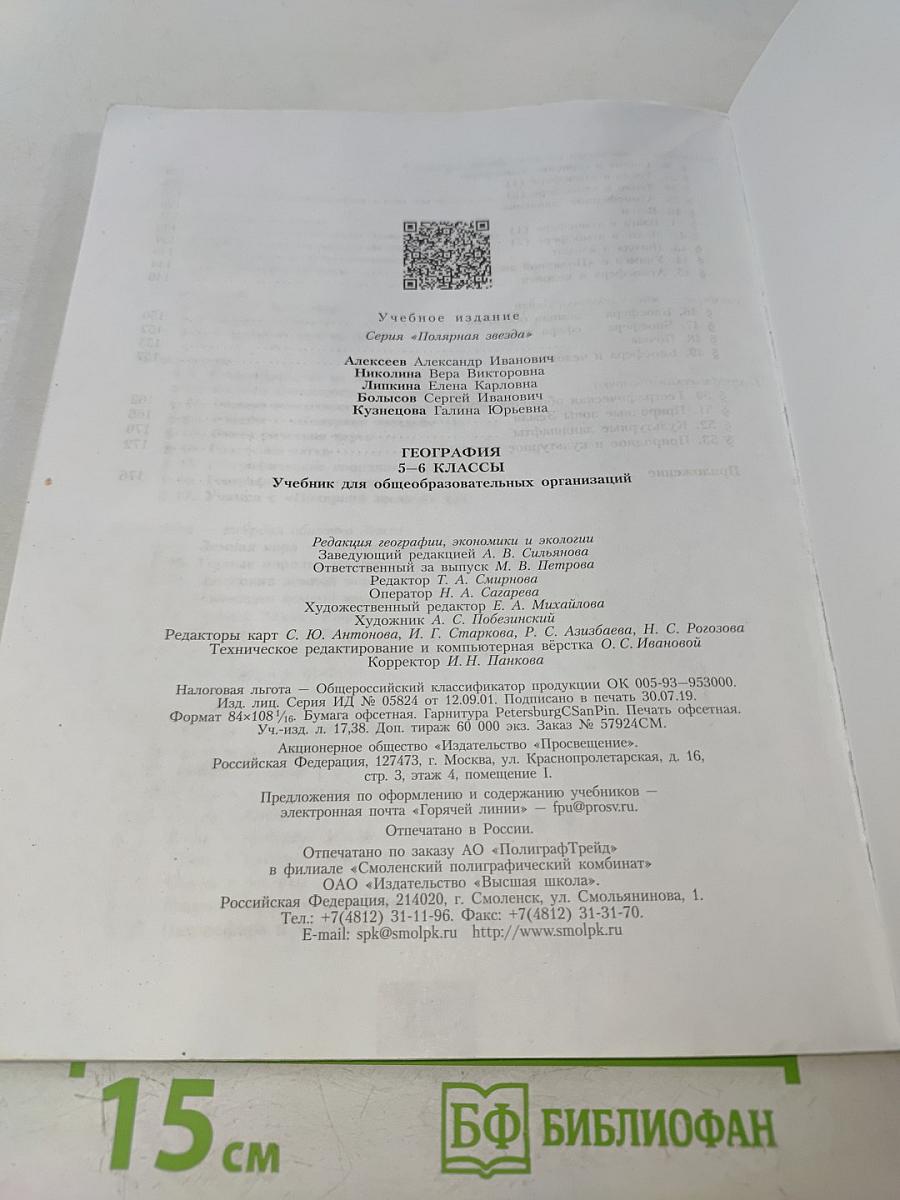 Учебное издание
Серия «Полярная звезда»
Алексеев Александр Иванович
Николина Вера Викторовна
Липкина Елена Карловна
Болысов Сергей Иванович
Кузнецова Галина Юрьевна
ГЕОГРАФИЯ
5—6 КЛАССЫ
Учебник для общеобразовательных организаций
Редакция географии, экономики и экологии
Заведующий редакцией А. В. Сильянова
Ответственный за выпуск М. В. Петрова
Редактор Т. А. Смирнова
Оператор Н. А. Сагарева
Художественный редактор Е. А. Михайлова
Художник А. С. Побезинский
Редакторы карт С. Ю. Антонова, И. Г. Старкова, Р. С. Азизбаева, Н. С. Рогозова
Техническое редактирование и компьютерная вёрстка О. С. Ивановой
Корректор И. Н. Панкова
Налоговая льгота — Общероссийский классификатор продукции ОК 005-93—953000.
Изд. лиц. Серия ИД № 05824 от 12.09.01. Подписано в печать 30.07.19.
Формат 84×108 1/16. Бумага офсетная. Гарнитура PetersburgCSanPin. Печать офсетная.
Уч.-изд. л. 17,38. Доп. тираж 60 000 экз. Заказ № 57924СМ.
Акционерное общество «Издательство «Просвещение».
Российская Федерация, 127473, г. Москва, ул. Краснопролетарская, д. 16,
стр. 3, этаж 4, помещение I.
Предложения по оформлению и содержанию учебников —
электронная почта «Горячей линии» — fpu@prosv.ru.
Отпечатано в России.
Отпечатано по заказу АО «ПолиграфТрейд»
в филиале «Смоленский полиграфический комбинат»
ОАО «Издательство «Высшая школа».
Российская Федерация, 214020, г. Смоленск, ул. Смольянинова, 1.
Тел.: +7(4812) 31-11-96. Факс: +7(4812) 31-31-70.
E-mail: spk@smolpk.ru http://www.smolpk.ru
15 см
БФ БИБЛИОФАН